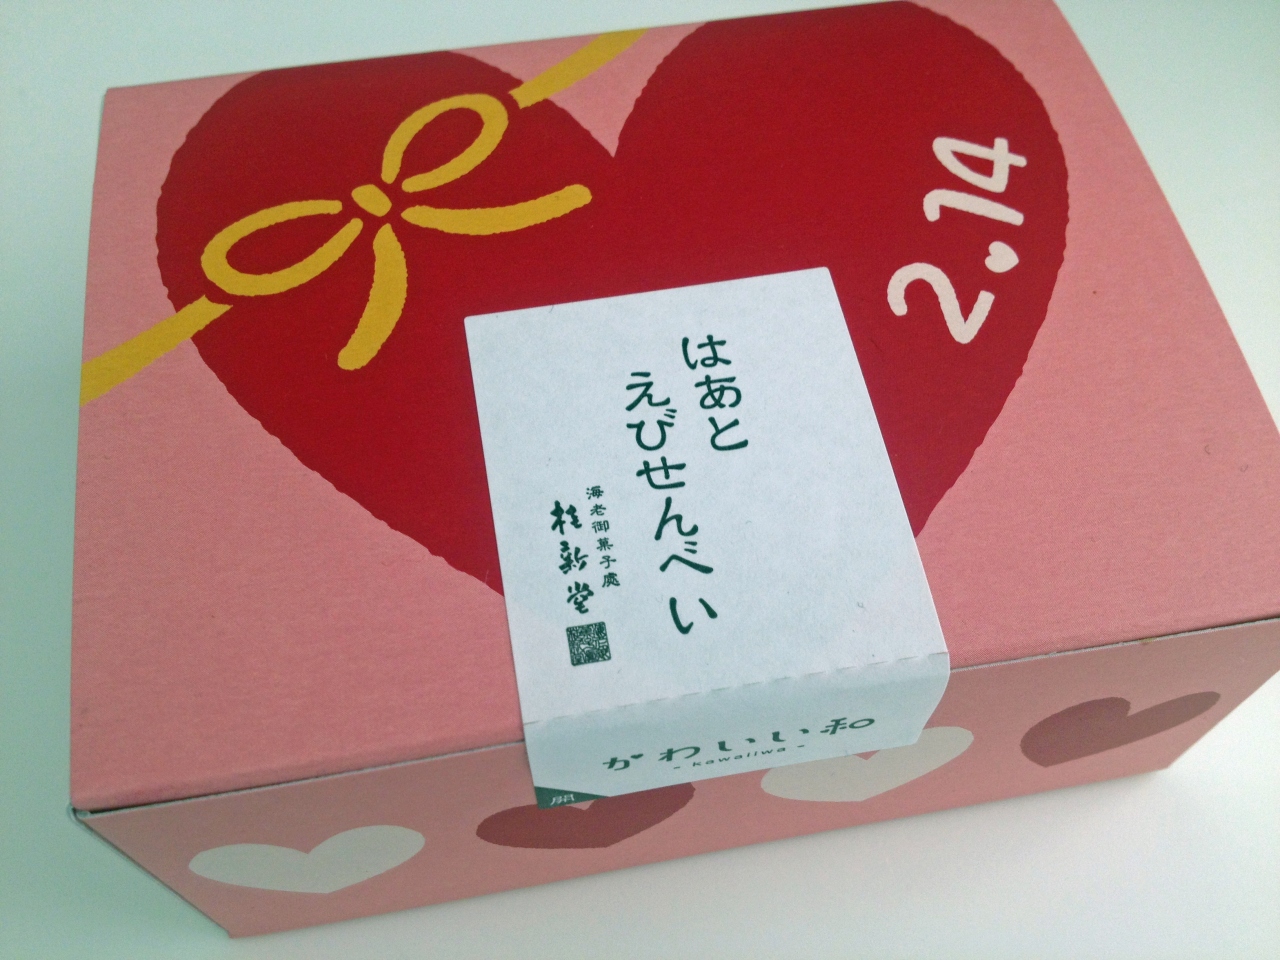 2.14
はあと
えびせんべい
海老御菓子處
桂新堂
かわいい和
- kawaiiwa -
開